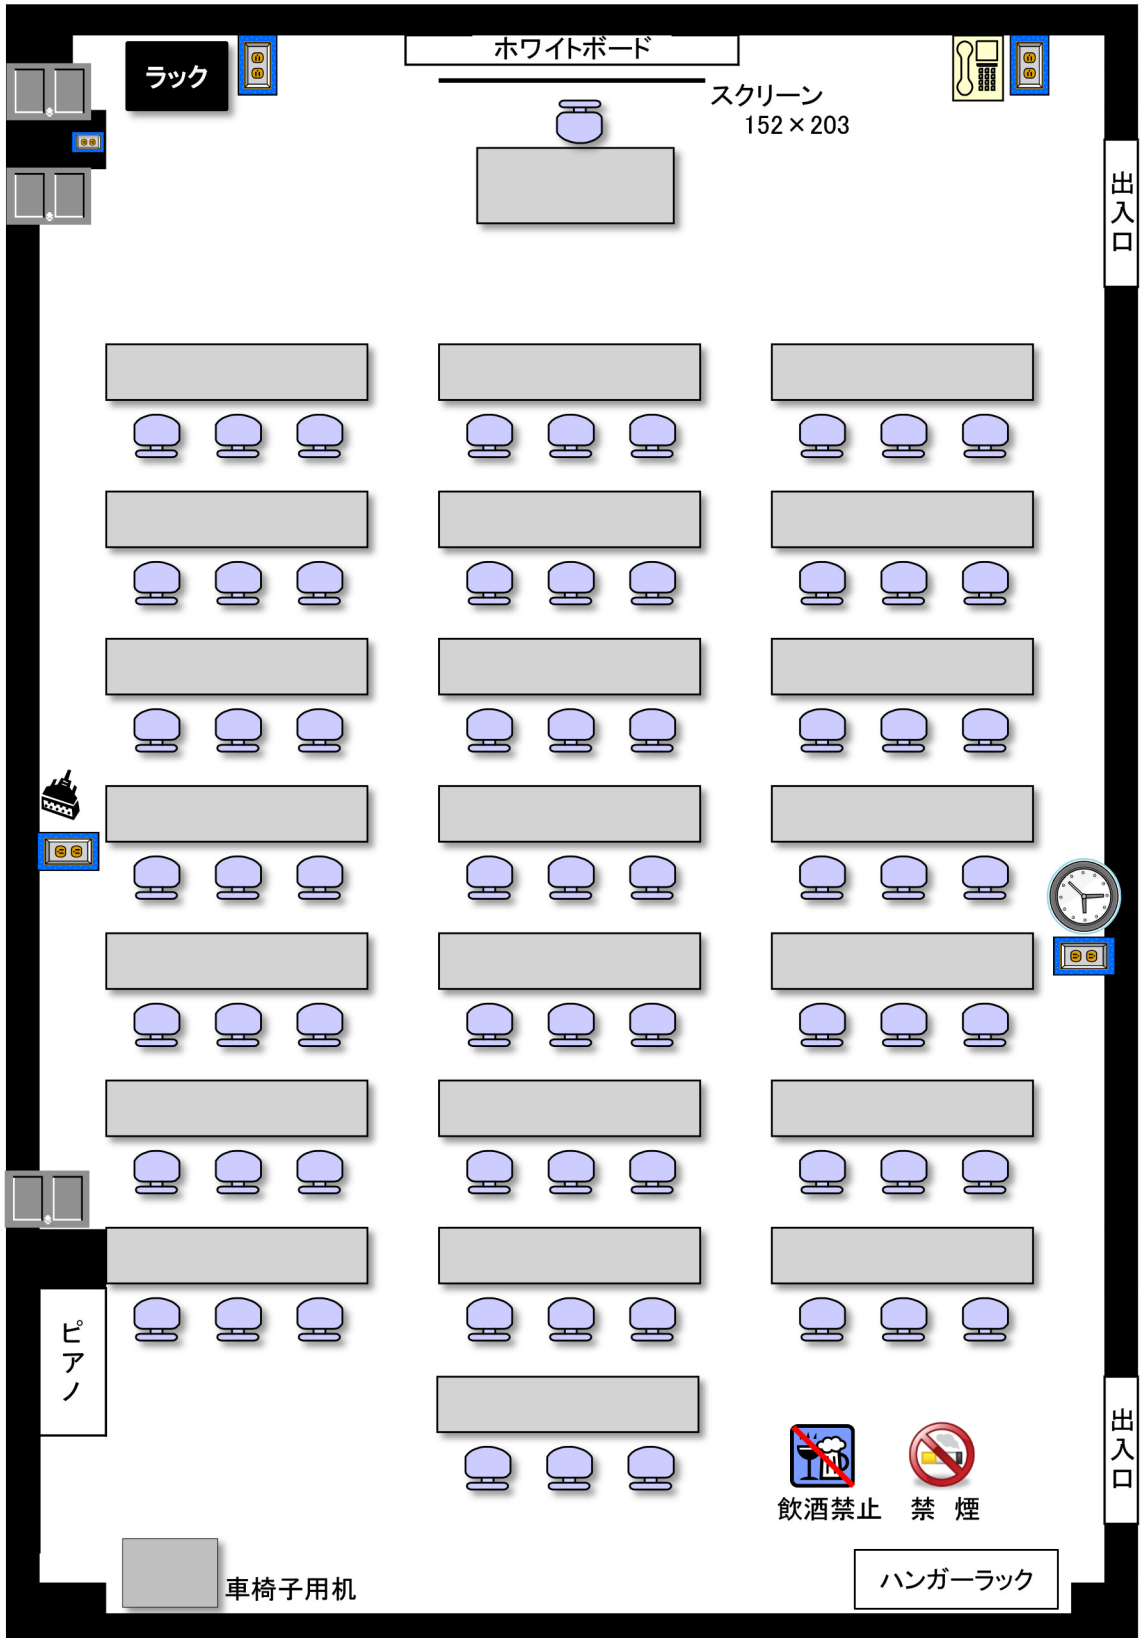 ホワイトボード
ラック
スクリーン
152×203
出入口
ピアノ
出入口
飲酒禁止
禁 煙
車椅子用机
ハンガーラック